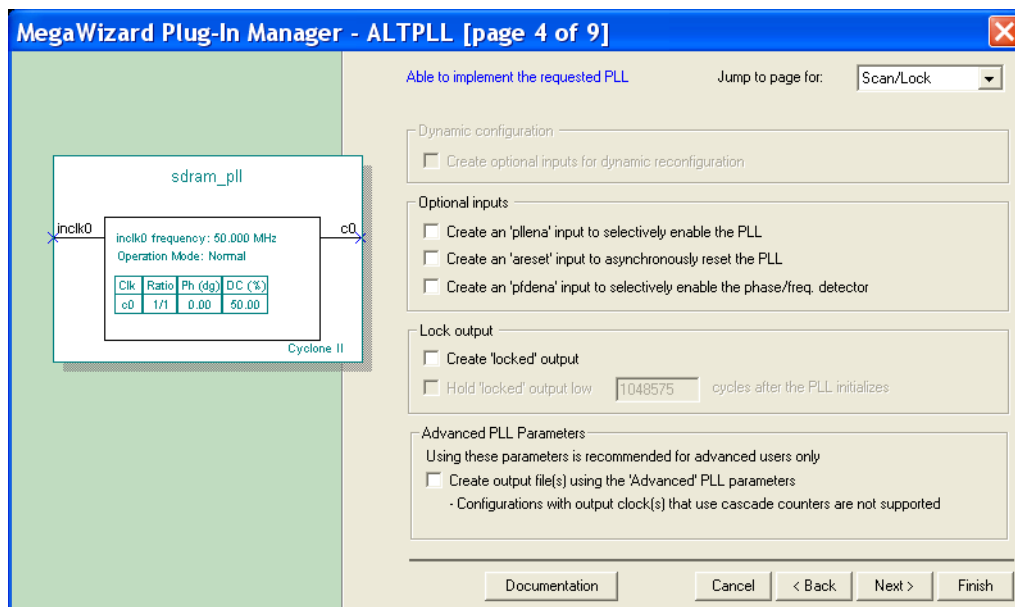 MegaWizard Plug-In Manager - ALTPLL [page 4 of 9]
Able to implement the requested PLL
Jump to page for:
Scan/Lock
Dynamic configuration
Create optional inputs for dynamic reconfiguration
sdram_pll
inclk0
c0
inclk0 frequency: 50.000 MHz
Operation Mode: Normal
Clk Ratio Ph (dg) DC (%)
c0 1/1 0.00 50.00
Cyclone II
Optional inputs
Create an 'pllena' input to selectively enable the PLL
Create an 'areset' input to asynchronously reset the PLL
Create an 'pfdena' input to selectively enable the phase/freq. detector
Lock output
Create 'locked' output
Hold 'locked' output low 1048575 cycles after the PLL initializes
Advanced PLL Parameters
Using these parameters is recommended for advanced users only
Create output file(s) using the 'Advanced' PLL parameters
- Configurations with output clock(s) that use cascade counters are not supported
Documentation
Cancel
< Back
Next >
Finish